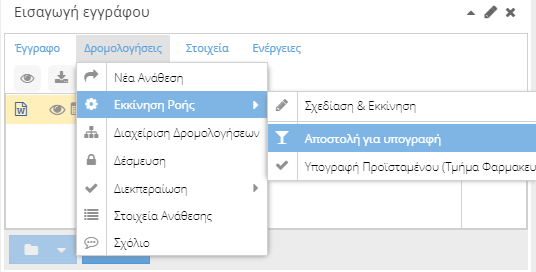 Εισαγωγή εγγράφου
Έγγραφο Δρομολογήσεις Στοιχεία Ενέργειες
Νέα Ανάθεση
Εκκίνηση Ροής
Διαχείριση Δρομολογήσεων
Δέσμευση
Διεκπεραίωση
Στοιχεία Ανάθεσης
Σχόλιο
Σχεδίαση & Εκκίνηση
Αποστολή για υπογραφή
Υπογραφή Προϊσταμένου (Τμήμα Φαρμακευ